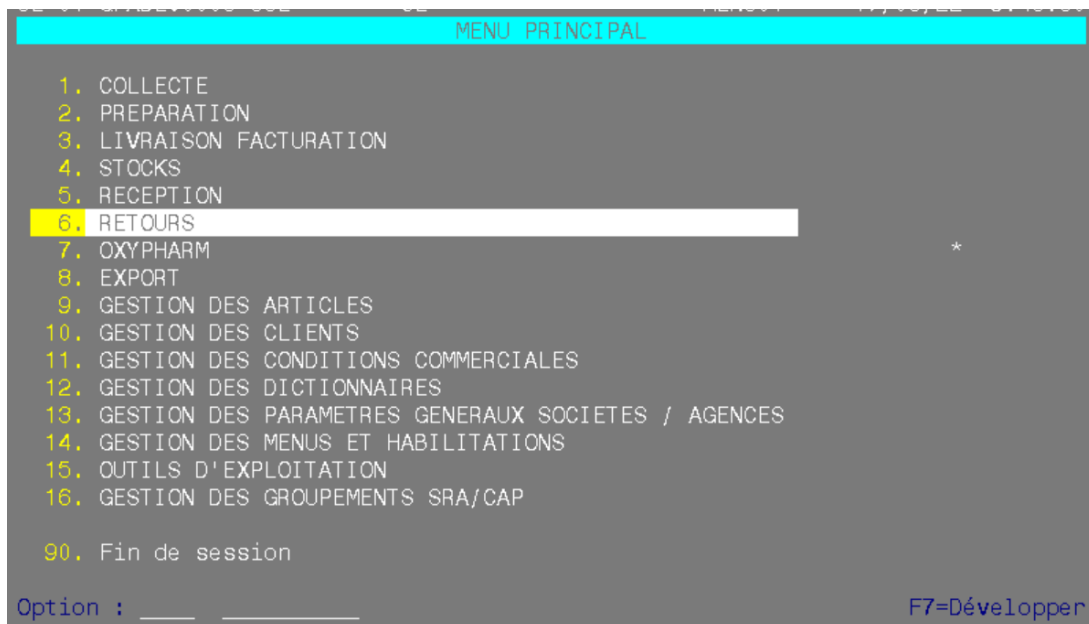 MENU PRINCIPAL
1. COLLECTE
2. PREPARATION
3. LIVRAISON FACTURATION
4. STOCKS
5. RECEPTION
6. RETOURS
7. OXYPHARM *
8. EXPORT
9. GESTION DES ARTICLES
10. GESTION DES CLIENTS
11. GESTION DES CONDITIONS COMMERCIALES
12. GESTION DES DICTIONNAIRES
13. GESTION DES PARAMETRES GENERAUX SOCIETES / AGENCES
14. GESTION DES MENUS ET HABILITATIONS
15. OUTILS D'EXPLOITATION
16. GESTION DES GROUPEMENTS SRA/CAP
90. Fin de session
Option : ____ __________ F7=Développer